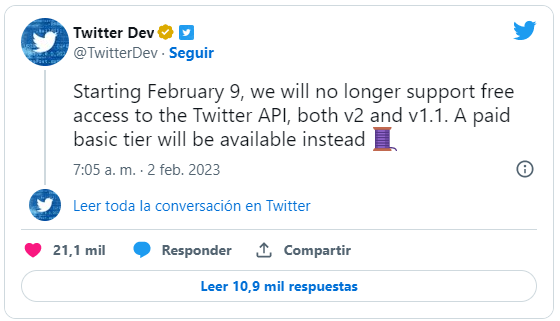 Twitter Dev
@TwitterDev · Seguir
Starting February 9, we will no longer support free
access to the Twitter API, both v2 and v1.1. A paid
basic tier will be available instead 🧵
7:05 a. m. · 2 feb. 2023
Leer toda la conversación en Twitter
21,1 mil Responder Compartir
Leer 10,9 mil respuestas